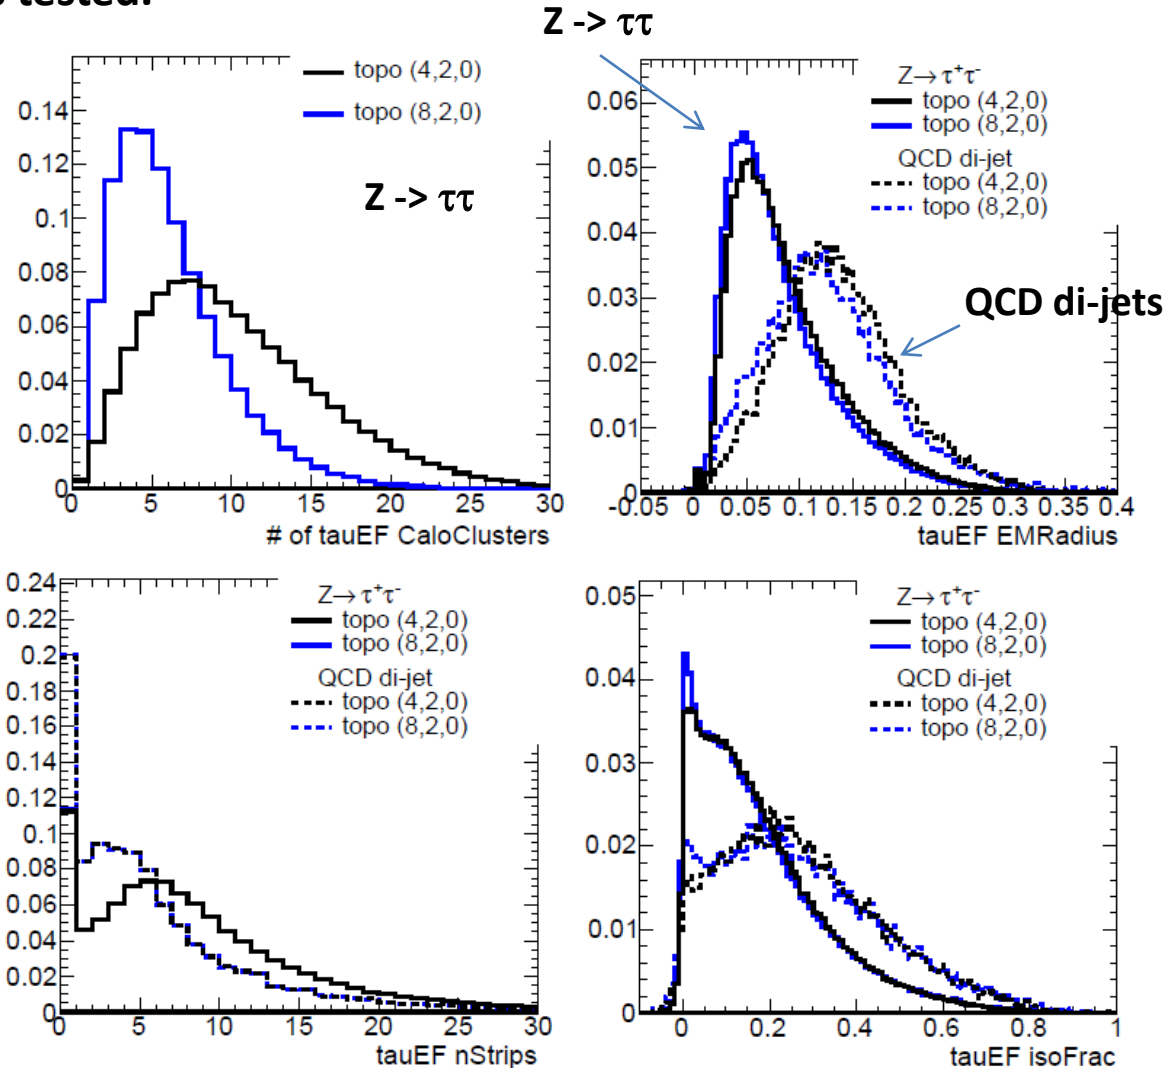 tested:
Z -> ττ
topo (4,2,0)
topo (8,2,0)
Z -> ττ
0.14
0.12
0.1
0.08
0.06
0.04
0.02
0
0 5 10 15 20 25 30
# of tauEF CaloClusters
Z→τ⁺τ⁻
topo (4,2,0)
topo (8,2,0)
QCD di-jet
topo (4,2,0)
topo (8,2,0)
QCD di-jets
0.06
0.05
0.04
0.03
0.02
0.01
0
-0.05 0 0.05 0.1 0.15 0.2 0.25 0.3 0.35 0.4
tauEF EMRadius
Z→τ⁺τ⁻
topo (4,2,0)
topo (8,2,0)
QCD di-jet
topo (4,2,0)
topo (8,2,0)
0.24
0.22
0.2
0.18
0.16
0.14
0.12
0.1
0.08
0.06
0.04
0.02
0
0 5 10 15 20 25 30
tauEF nStrips
Z→τ⁺τ⁻
topo (4,2,0)
topo (8,2,0)
QCD di-jet
topo (4,2,0)
topo (8,2,0)
0.05
0.04
0.03
0.02
0.01
0
0 0.2 0.4 0.6 0.8 1
tauEF isoFrac